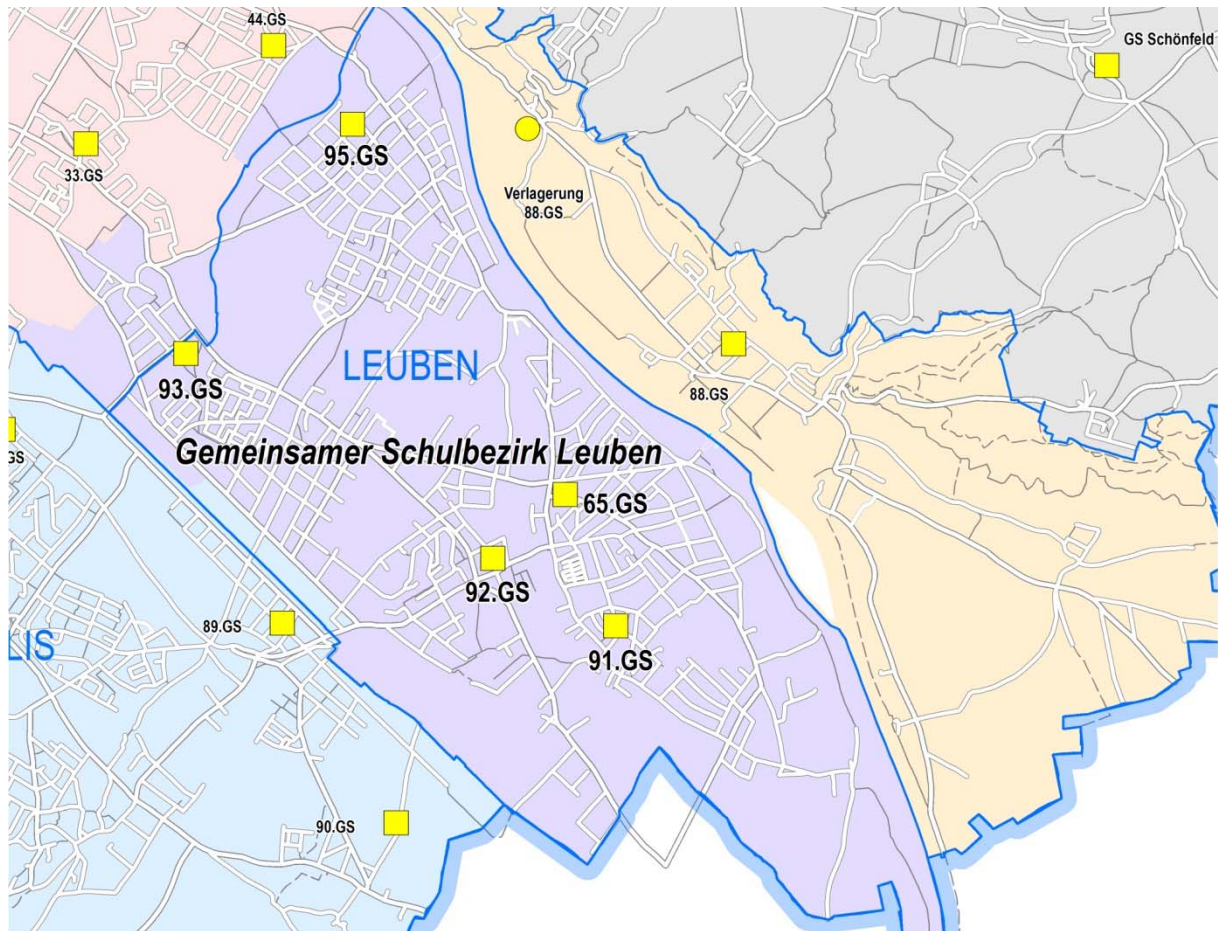 44.GS
GS Schönfeld
33.GS
95.GS
Verlagerung
88.GS
93.GS
LEUBEN
88.GS
Gemeinsamer Schulbezirk Leuben
GS
65.GS
92.GS
89.GS
LIS
91.GS
90.GS